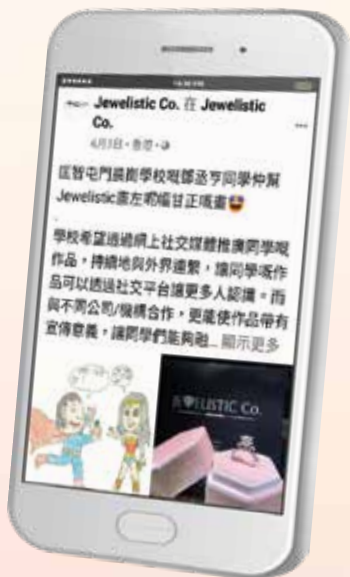 Jewelistic Co. 在 Jewelistic
Co.
6月3日・香港・
匡智屯門晨崗學校嘅鄧丞亨同學仲幫
Jewelistic畫左呢幅甘正嘅畫
學校希望透過網上社交媒體推廣同學嘅
作品，持續地與外界連繫，讓同學嘅作
品可以透過社交平台讓更多人認識。而
與不同公司/機構合作，更能使作品帶有
宣傳意義，讓同學們能夠融... 顯示更多
JEWELISTIC Co.